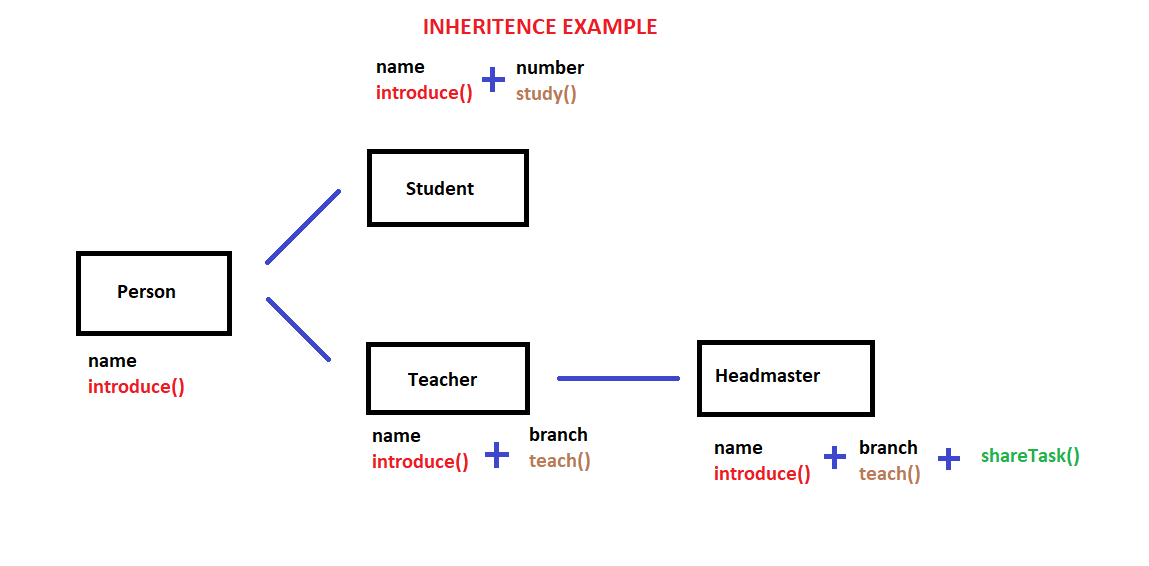 INHERITENCE EXAMPLE
name
introduce()
number
study()
Student
Person
name
introduce()
Teacher
name
introduce()
branch
teach()
Headmaster
name
introduce()
branch
teach()
shareTask()